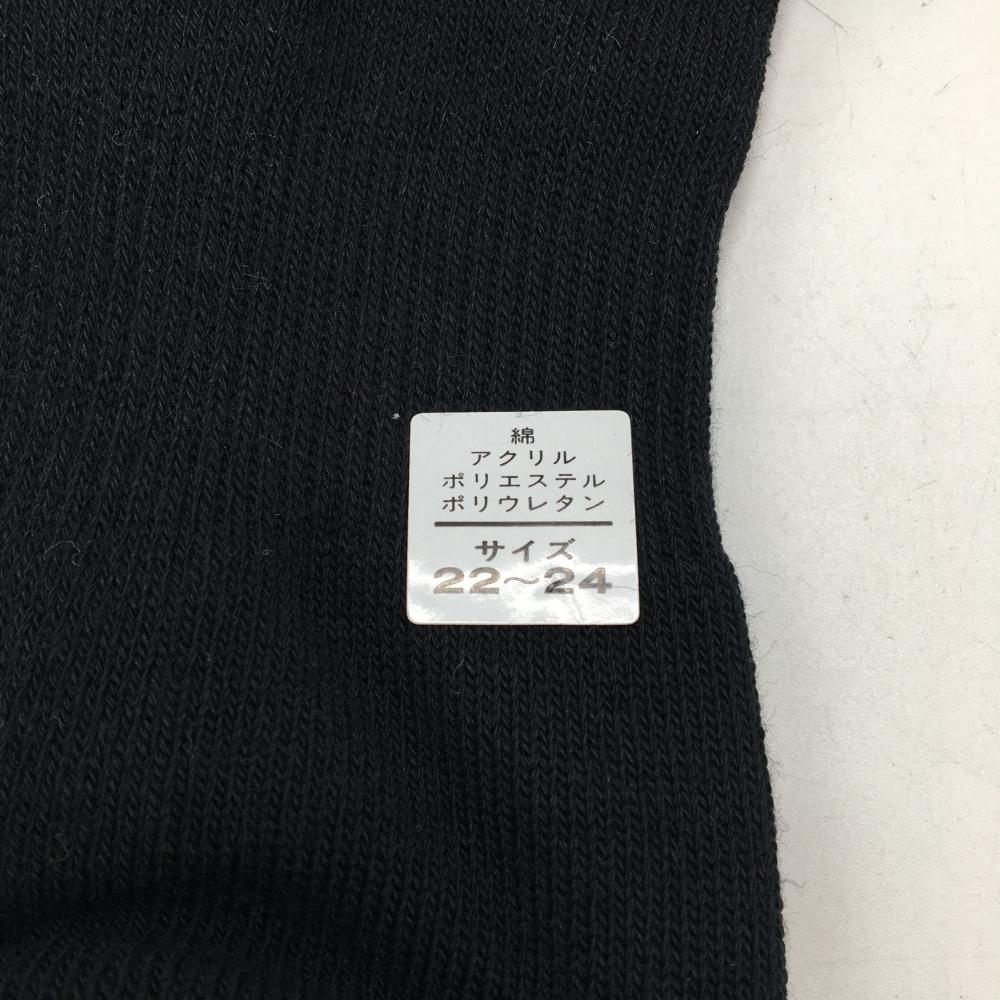 綿
アクリル
ポリエステル
ポリウレタン
サイズ
22～24